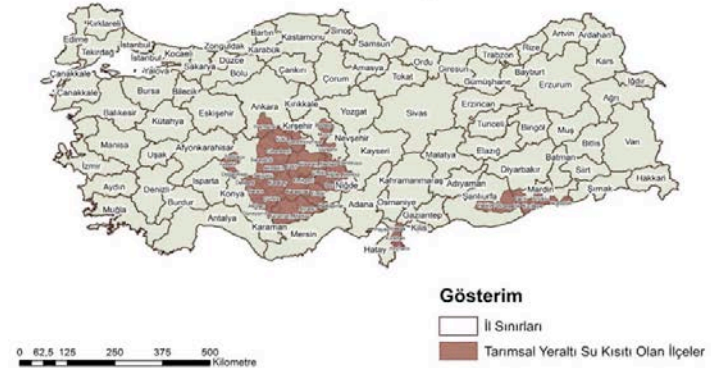 Kırklareli
Edirne
Tekirdağ
İstanbul
İstanbul
Kocaeli
Yalova
Sakarya
Zonguldak
Düzce
Bolu
Bartın
Karabük
Kastamonu
Sinop
Samsun
Çankırı
Çorum
Amasya
Tokat
Ordu
Giresun
Trabzon
Rize
Artvin
Ardahan
Gümüşhane
Bayburt
Kars
Erzurum
Iğdır
Ağrı
Çanakkale
Çanakkale
Balıkesir
Bursa
Bilecik
Kütahya
Eskişehir
Ankara
Kırıkkale
Kırşehir
Yozgat
Sivas
Erzincan
Tunceli
Bingöl
Muş
Bitlis
Van
Manisa
İzmir
Uşak
Afyonkarahisar
Nevşehir
Kayseri
Malatya
Elazığ
Diyarbakır
Batman
Siirt
Şırnak
Hakkari
Aydın
Denizli
Muğla
Burdur
Isparta
Konya
Antalya
Karaman
Mersin
Niğde
Adana
Osmaniye
Kahramanmaraş
Adıyaman
Şanlıurfa
Mardin
Gaziantep
Kilis
Hatay
Gösterim
İl Sınırları
Tarımsal Yeraltı Su Kısıtı Olan İlçeler
0 62,5 125 250 375 500
Kilometre